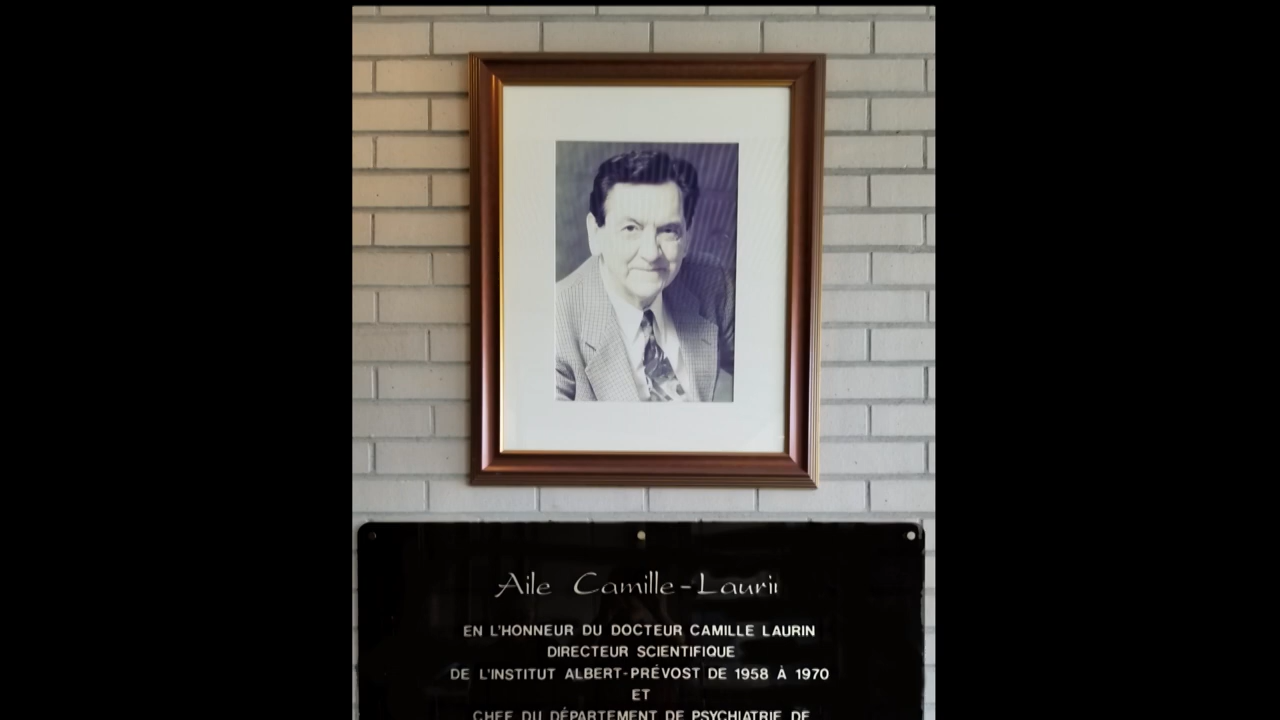 Aile Camille-Laurin
EN L'HONNEUR DU DOCTEUR CAMILLE LAURIN
DIRECTEUR SCIENTIFIQUE
DE L'INSTITUT ALBERT-PRÉVOST DE 1958 À 1970
ET
CHEF DU DÉPARTEMENT DE PSYCHIATRIE DE